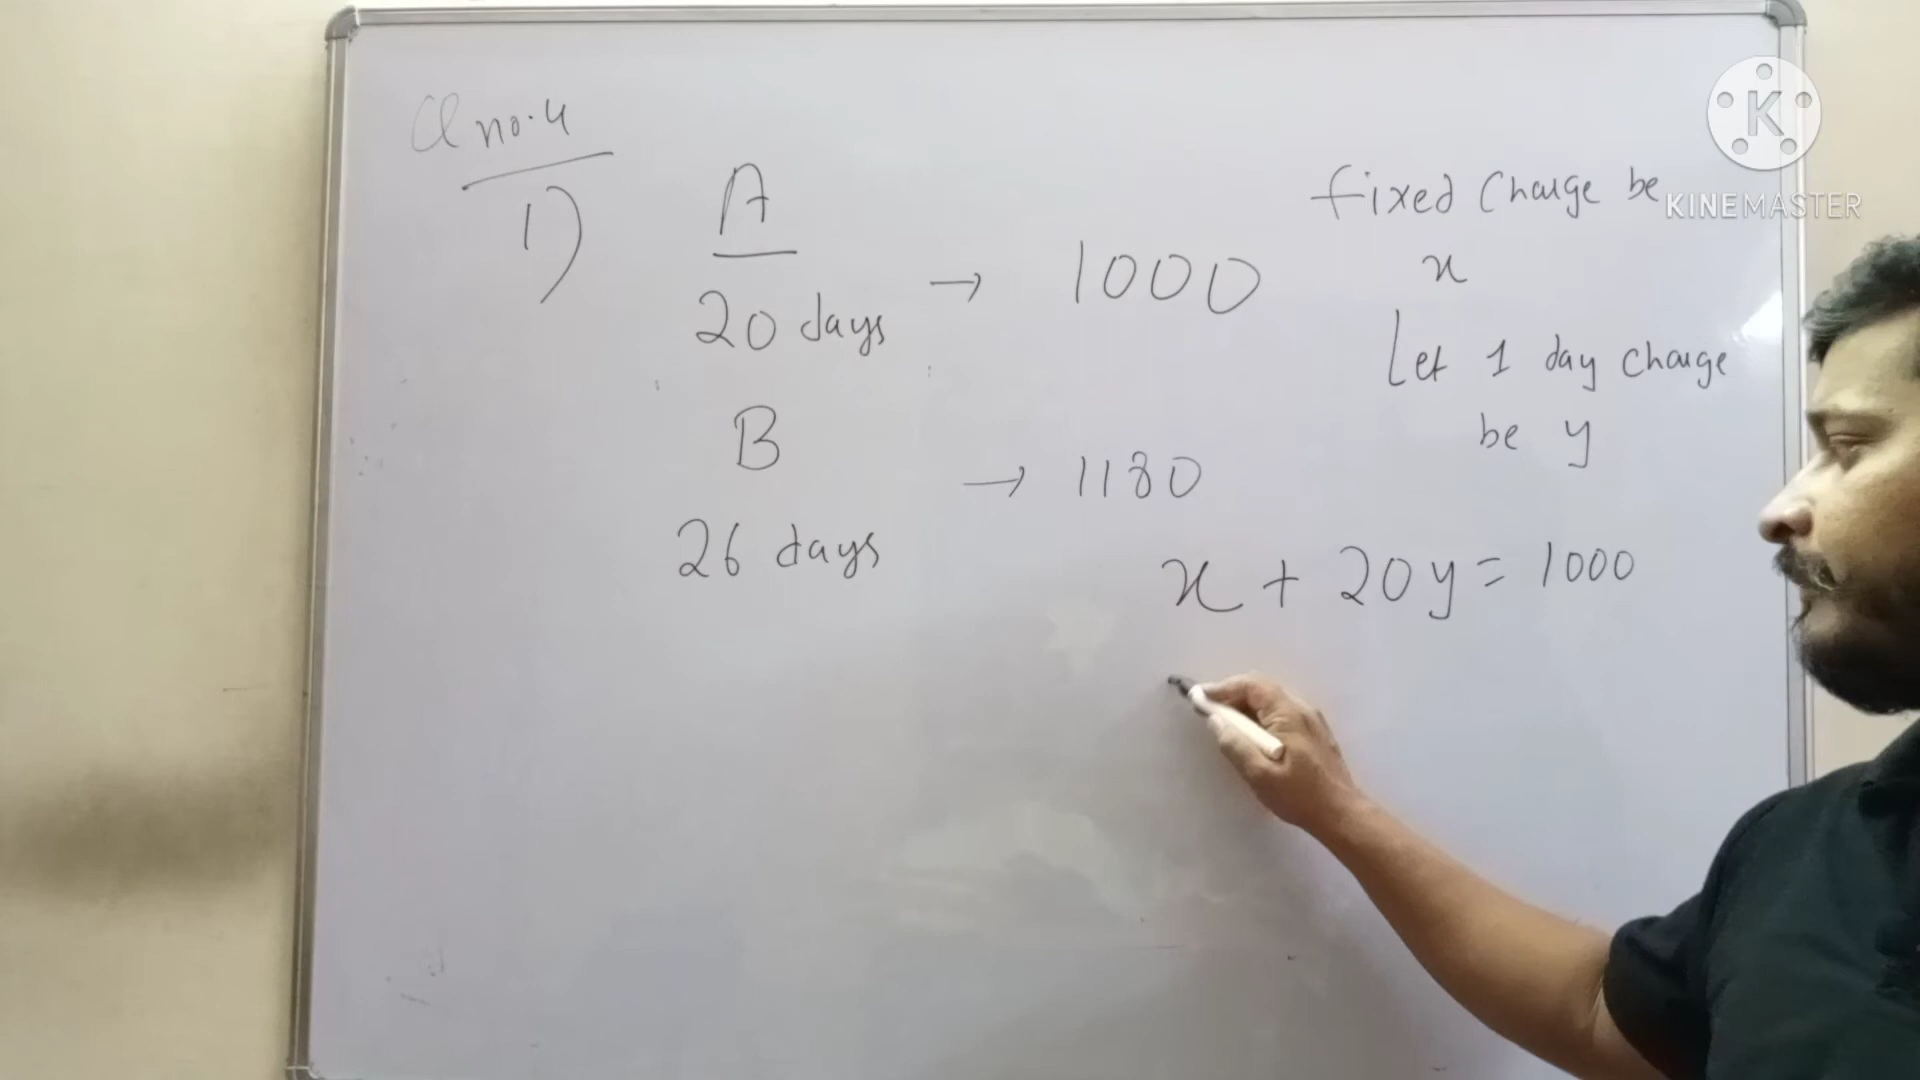 Q no. 4
1)
A
20 days → 1000
B
26 days → 1180
fixed charge be
x
Let 1 day charge
be y
x + 20y = 1000
K
KINEMASTER